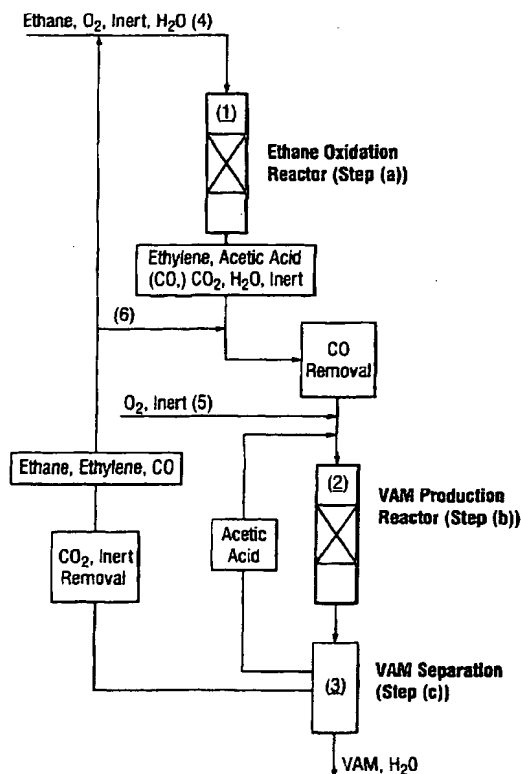 Ethane, O2, Inert, H2O (4)
(1)
Ethane Oxidation
Reactor (Step (a))
Ethylene, Acetic Acid
(CO,) CO2, H2O, Inert
(6)
CO
Removal
O2, Inert (5)
Ethane, Ethylene, CO
(2)
VAM Production
Reactor (Step (b))
Acetic
Acid
CO2, Inert
Removal
(3)
VAM Separation
(Step (c))
VAM, H2O